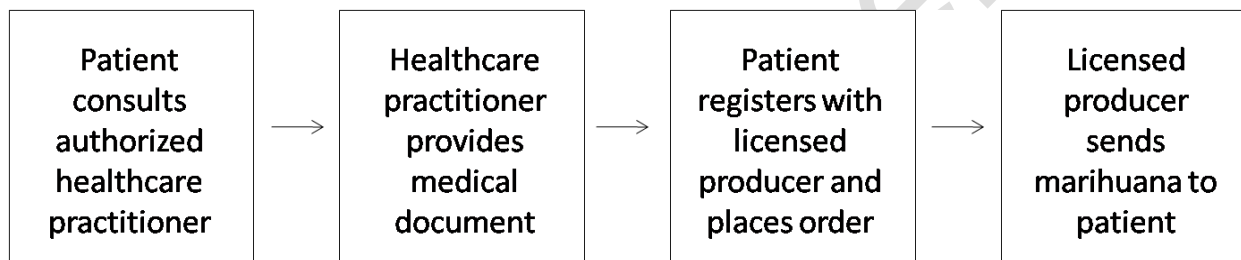 Patient
consults
authorized
healthcare
practitioner
Healthcare
practitioner
provides
medical
document
Patient
registers with
licensed
producer and
places order
Licensed
producer
sends
marihuana to
patient